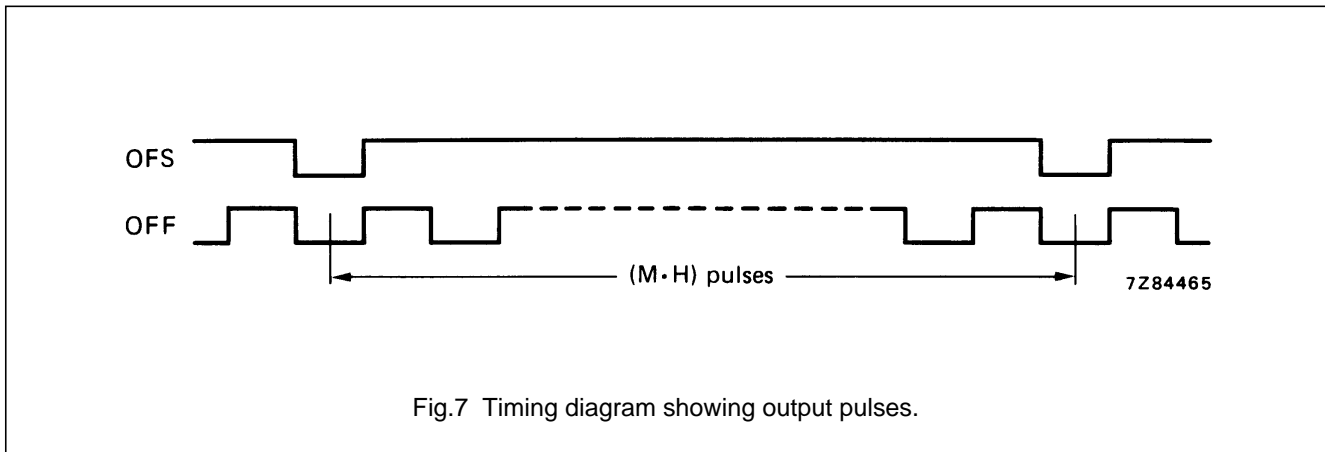 OFS
OFF
(M·H) pulses
7Z84465
Fig.7 Timing diagram showing output pulses.